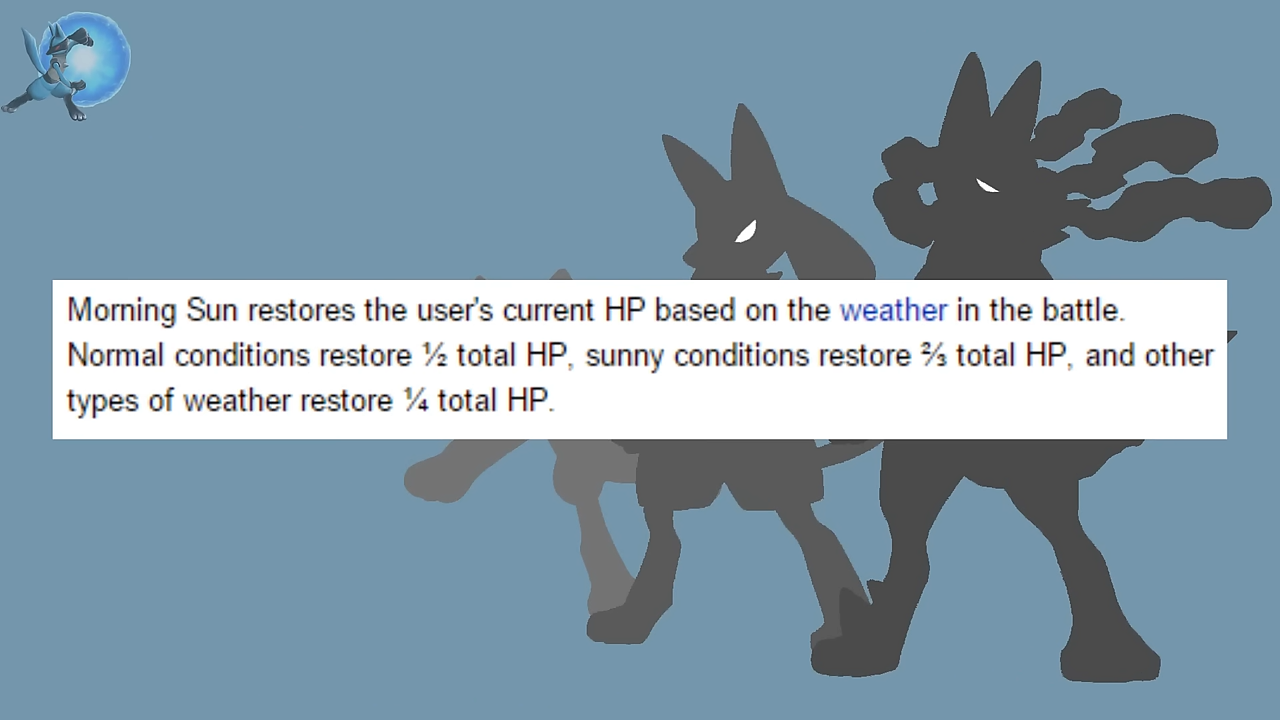 Morning Sun restores the user's current HP based on the weather in the battle.
Normal conditions restore ½ total HP, sunny conditions restore ⅔ total HP, and other
types of weather restore ¼ total HP.